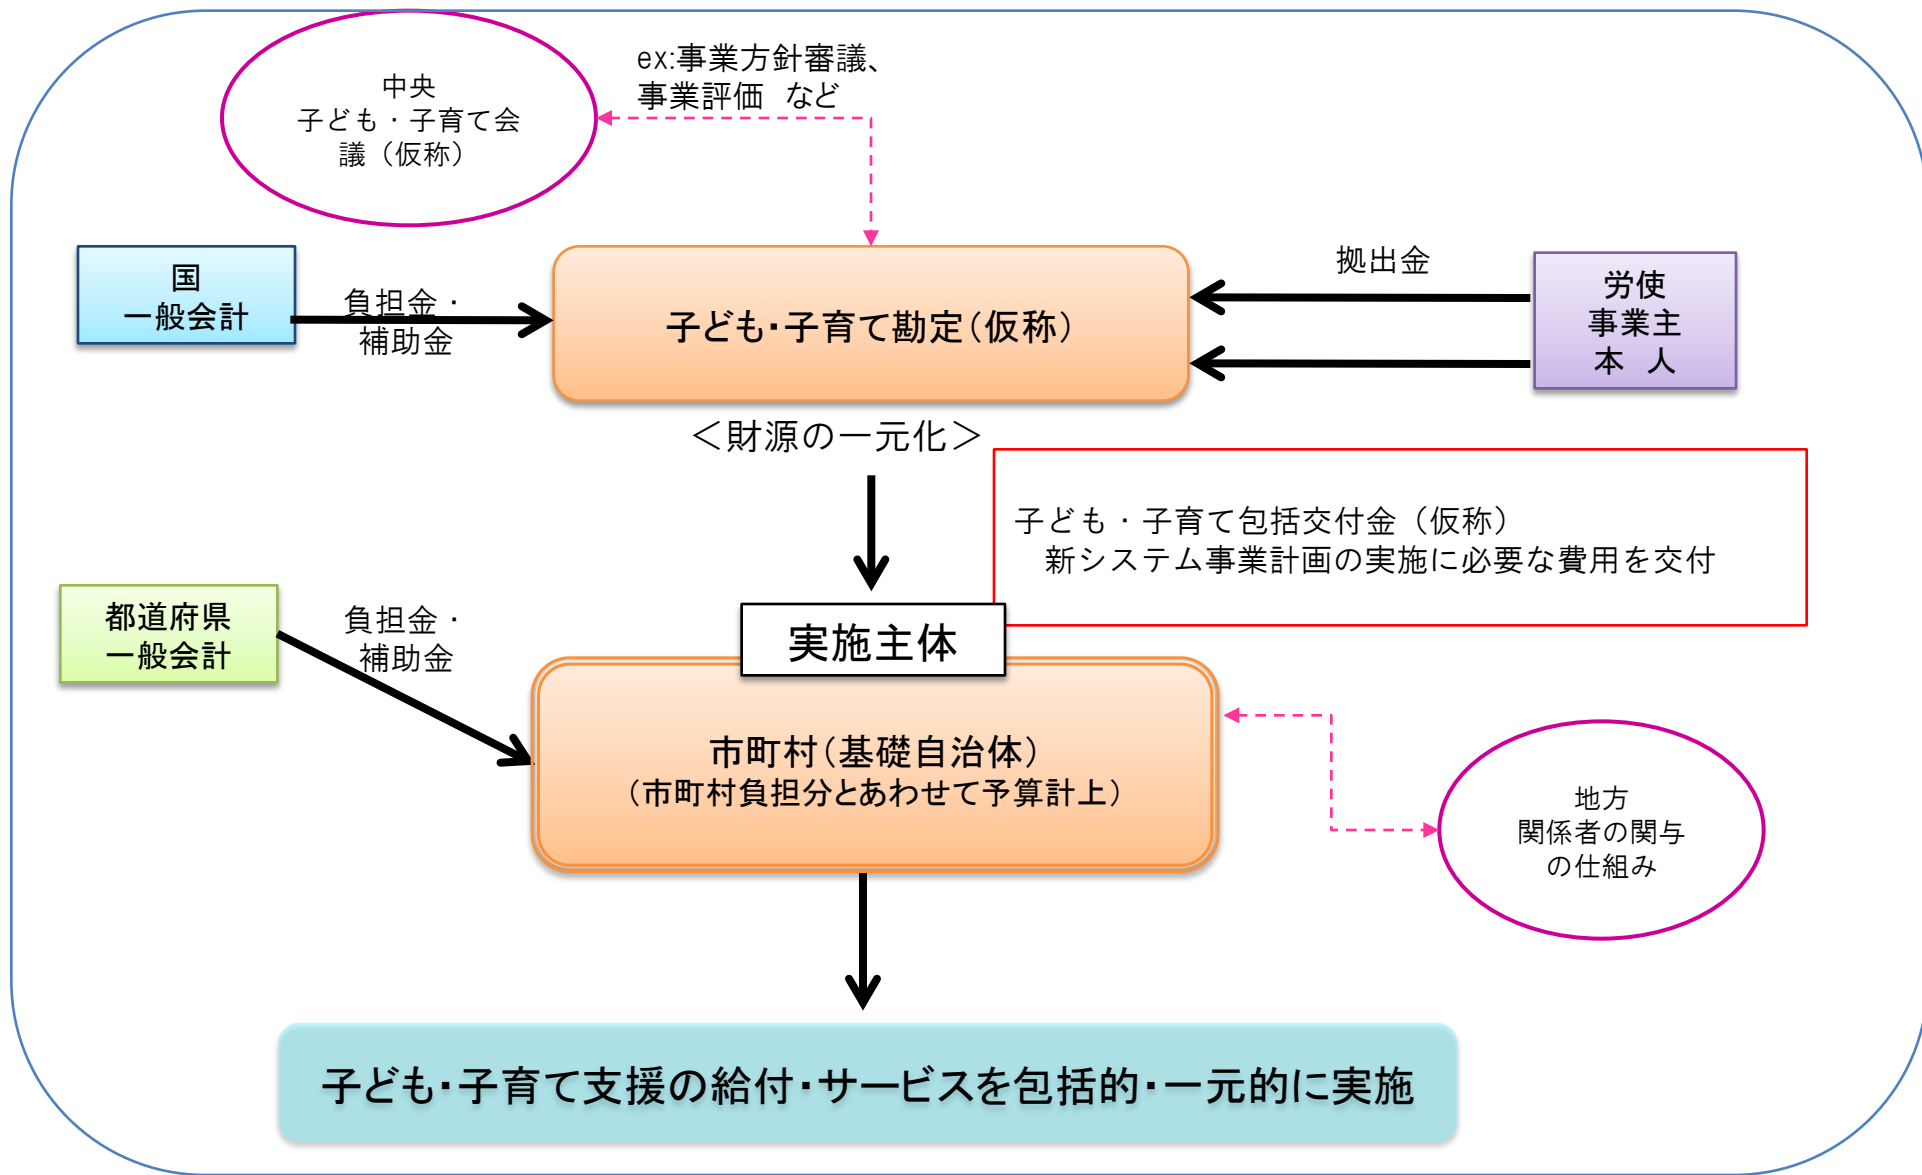 中央
子ども・子育て会
議（仮称）
ex:事業方針審議、
事業評価　など
国
一般会計
負担金・
補助金
子ども・子育て勘定（仮称）
拠出金
労使
事業主
本　人
＜財源の一元化＞
子ども・子育て包括交付金（仮称）
新システム事業計画の実施に必要な費用を交付
都道府県
一般会計
負担金・
補助金
実施主体
市町村（基礎自治体）
（市町村負担分とあわせて予算計上）
地方
関係者の関与
の仕組み
子ども・子育て支援の給付・サービスを包括的・一元的に実施